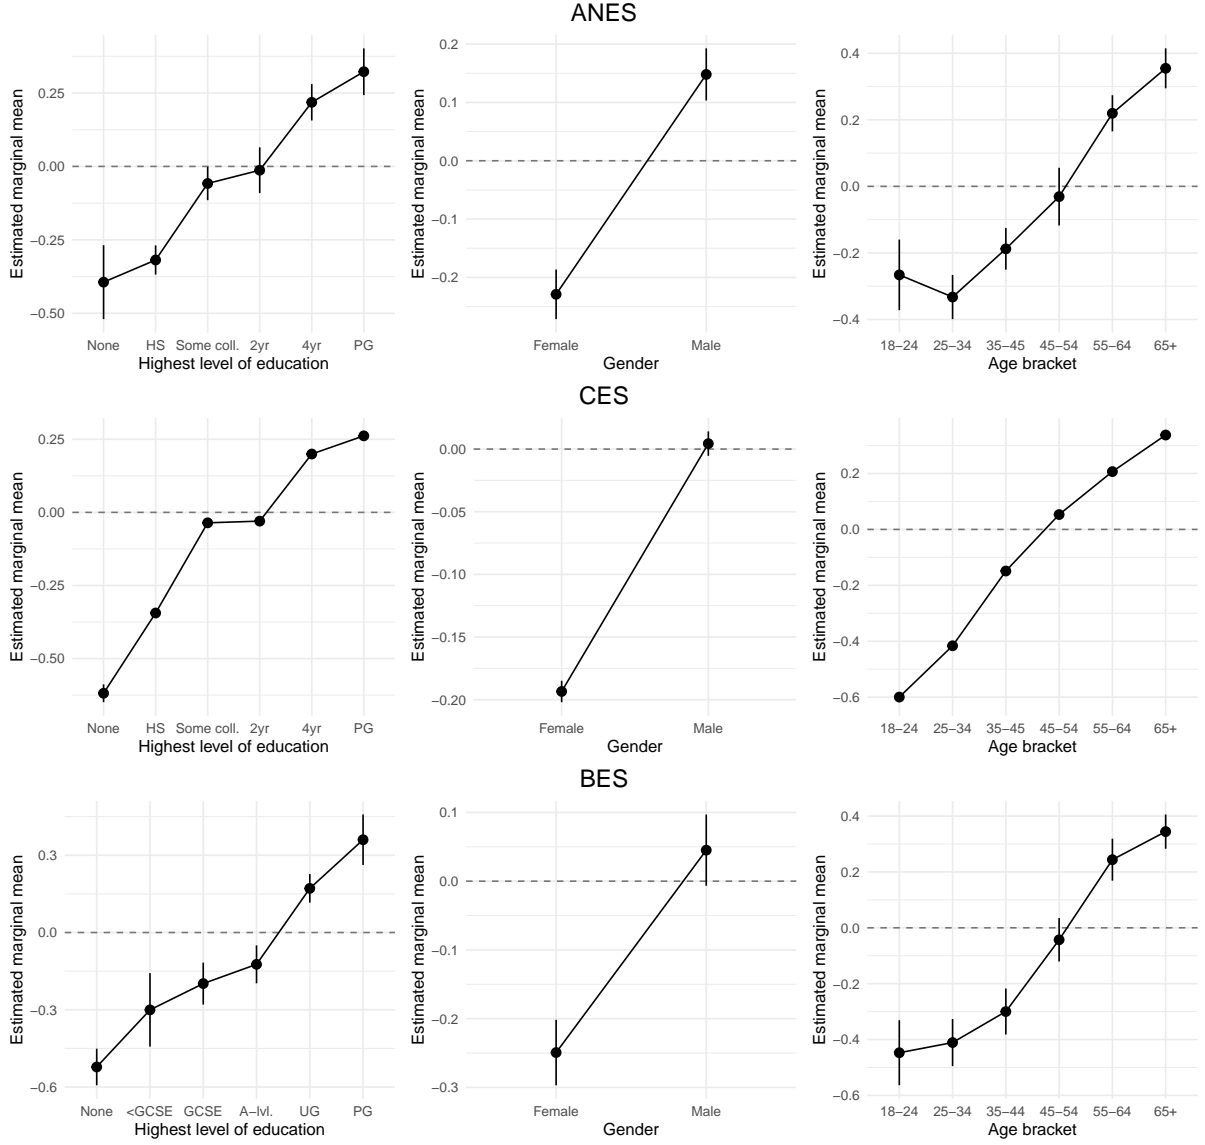 ANES
Estimated marginal mean
0.25
0.00
−0.25
−0.50
None HS Some coll. 2yr 4yr PG
Highest level of education
Estimated marginal mean
0.2
0.1
0.0
−0.1
−0.2
Female Male
Gender
Estimated marginal mean
0.4
0.2
0.0
−0.2
−0.4
18−24 25−34 35−45 45−54 55−64 65+
Age bracket
CES
Estimated marginal mean
0.25
0.00
−0.25
−0.50
None HS Some coll. 2yr 4yr PG
Highest level of education
Estimated marginal mean
0.00
−0.05
−0.10
−0.15
−0.20
Female Male
Gender
Estimated marginal mean
0.2
0.0
−0.2
−0.4
−0.6
18−24 25−34 35−45 45−54 55−64 65+
Age bracket
BES
Estimated marginal mean
0.3
0.0
−0.3
−0.6
None <GCSE GCSE A−lvl. UG PG
Highest level of education
Estimated marginal mean
0.1
0.0
−0.1
−0.2
−0.3
Female Male
Gender
Estimated marginal mean
0.4
0.2
0.0
−0.2
−0.4
−0.6
18−24 25−34 35−44 45−54 55−64 65+
Age bracket